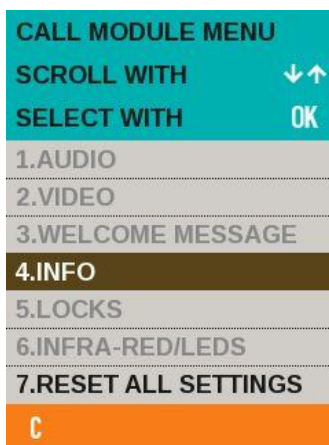 CALL MODULE MENU
SCROLL WITH ↓↑
SELECT WITH OK
1.AUDIO
2.VIDEO
3.WELCOME MESSAGE
4.INFO
5.LOCKS
6.INFRA-RED/LEDS
7.RESET ALL SETTINGS
C